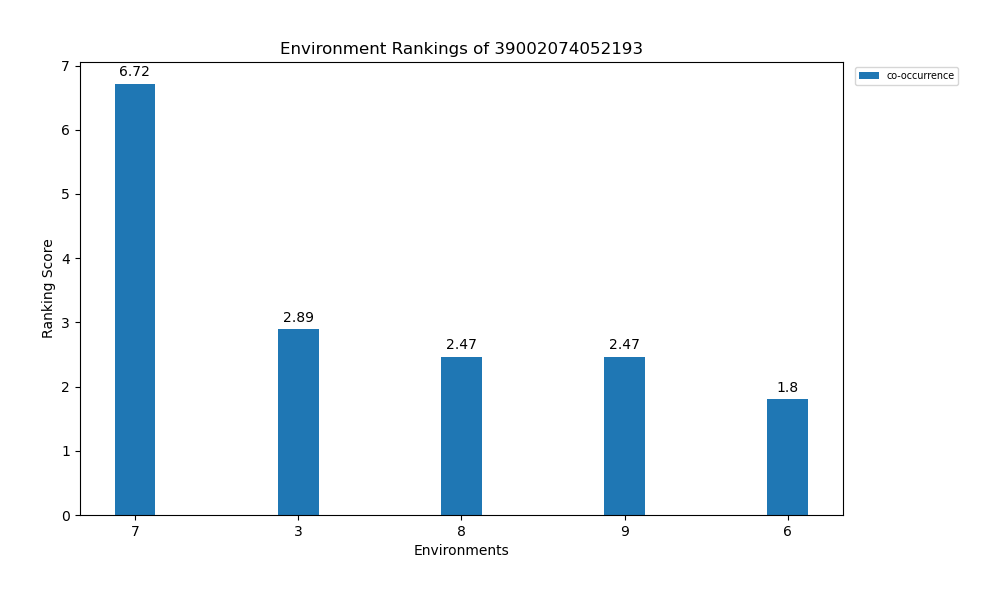 Environment Rankings of 39002074052193
co-occurrence
Ranking Score
7
6
5
4
3
2
1
0
6.72
2.89
2.47
2.47
1.8
7 3 8 9 6
Environments